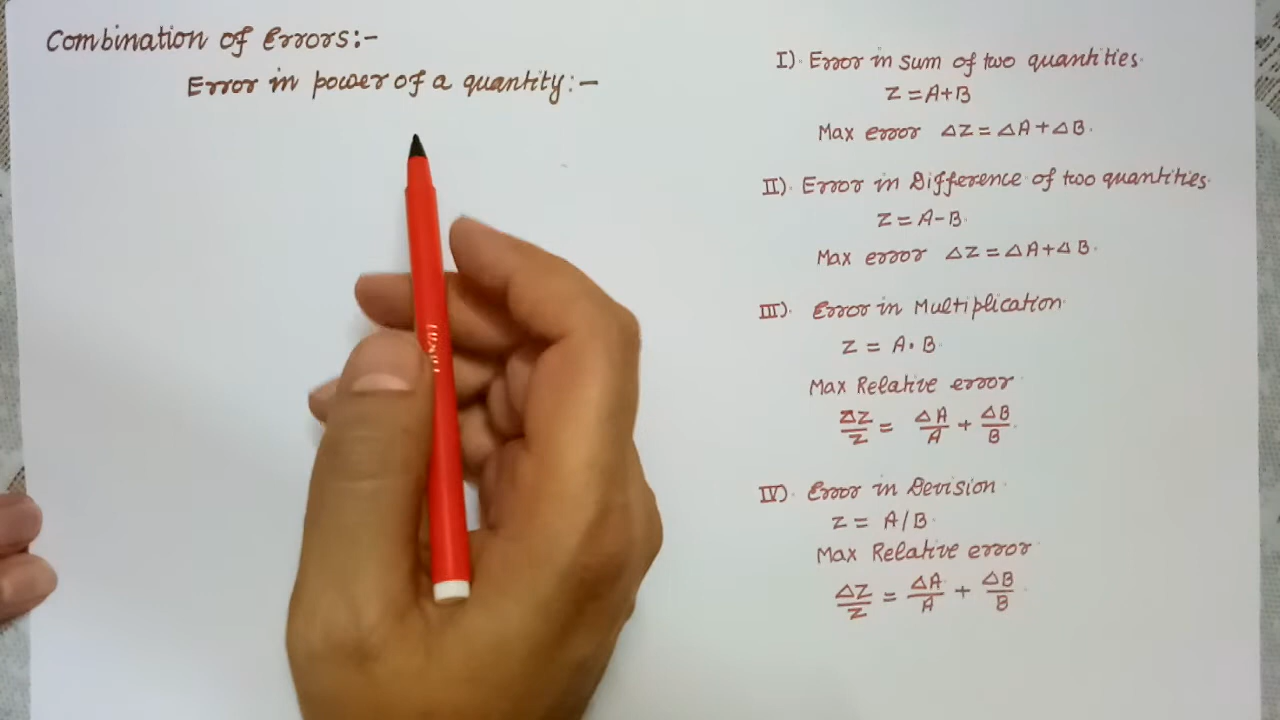 Combination of Errors:-
Error in power of a quantity:-
I). Error in sum of two quantities.
Z = A+B
Max error ΔZ = ΔA + ΔB.
II). Error in Difference of two quantities.
Z = A-B.
Max error ΔZ = ΔA + ΔB.
III). Error in Multiplication
Z = A·B
Max Relative error
ΔZ/Z = ΔA/A + ΔB/B
IV). Error in Devision
Z = A/B.
Max Relative error
ΔZ/Z = ΔA/A + ΔB/B